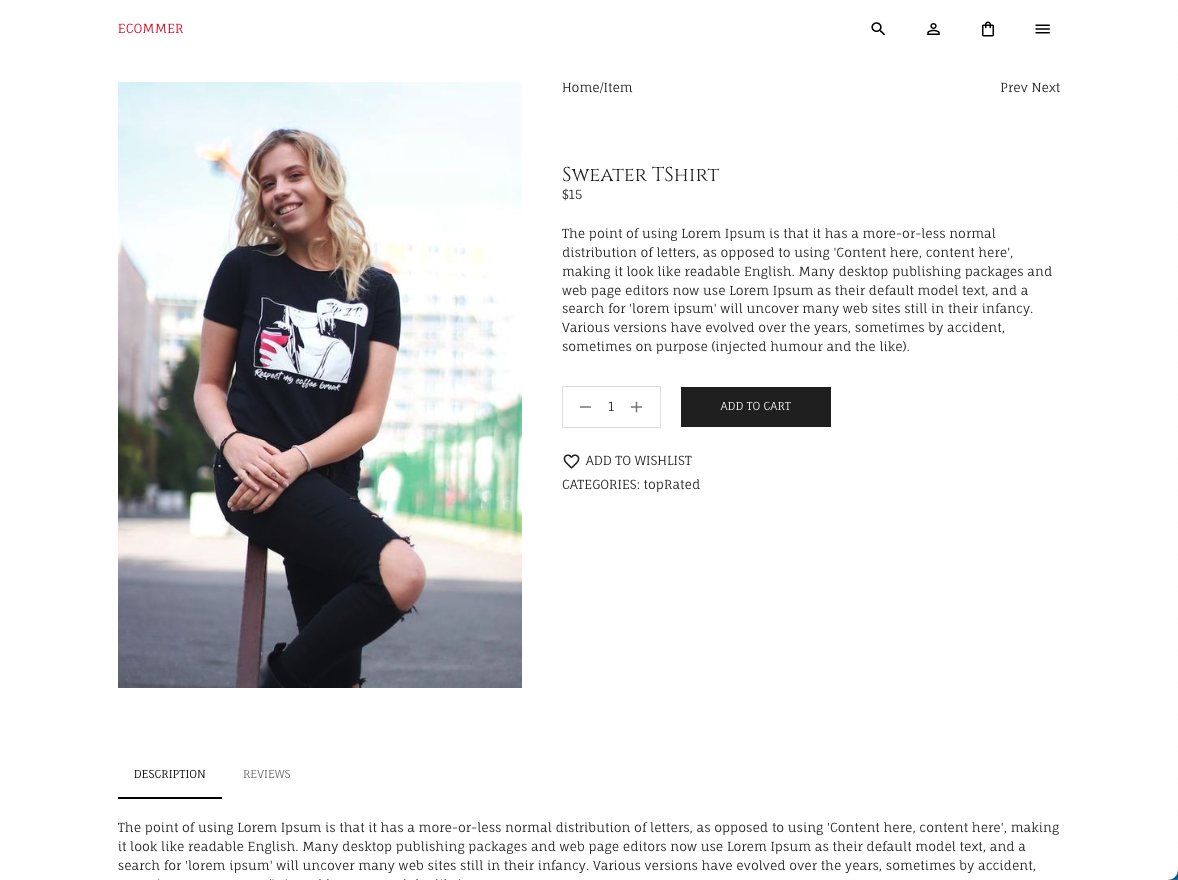 ECOMMER
Home/Item
Prev Next
Sweater TShirt
$15
The point of using Lorem Ipsum is that it has a more-or-less normal
distribution of letters, as opposed to using 'Content here, content here',
making it look like readable English. Many desktop publishing packages and
web page editors now use Lorem Ipsum as their default model text, and a
search for 'lorem ipsum' will uncover many web sites still in their infancy.
Various versions have evolved over the years, sometimes by accident,
sometimes on purpose (injected humour and the like).
1
ADD TO CART
ADD TO WISHLIST
CATEGORIES: topRated
Respect my coffee break
DESCRIPTION
REVIEWS
The point of using Lorem Ipsum is that it has a more-or-less normal distribution of letters, as opposed to using 'Content here, content here', making
it look like readable English. Many desktop publishing packages and web page editors now use Lorem Ipsum as their default model text, and a
search for 'lorem ipsum' will uncover many web sites still in their infancy. Various versions have evolved over the years, sometimes by accident,